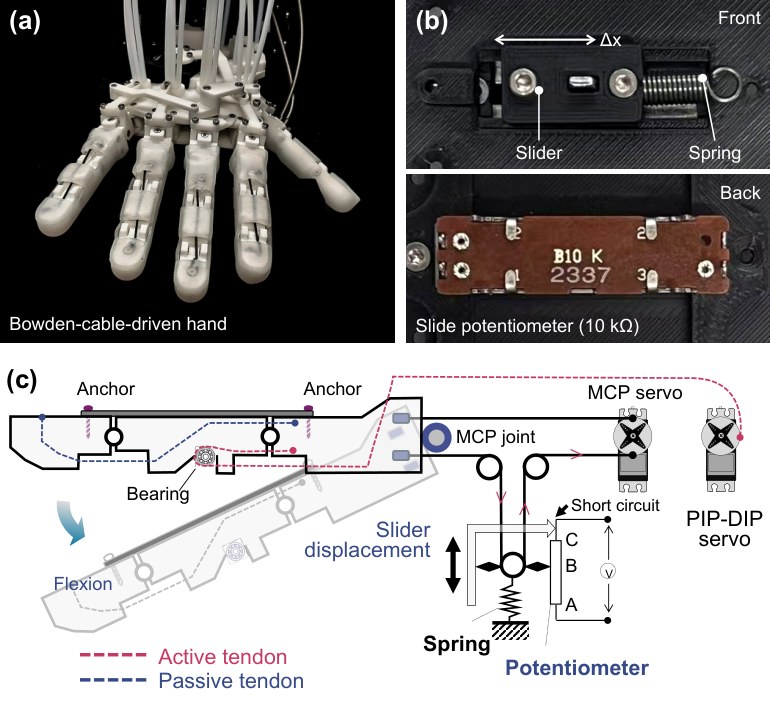 (a)
Bowden-cable-driven hand
(b)
Front
Δx
Slider
Spring
Back
2
2
B10 K
2337
1
3
Slide potentiometer (10 kΩ)
(c)
Anchor
Anchor
MCP servo
MCP joint
Bearing
Short circuit
PIP-DIP
servo
Slider
displacement
C
B
V
A
Flexion
Spring
Potentiometer
Active tendon
Passive tendon